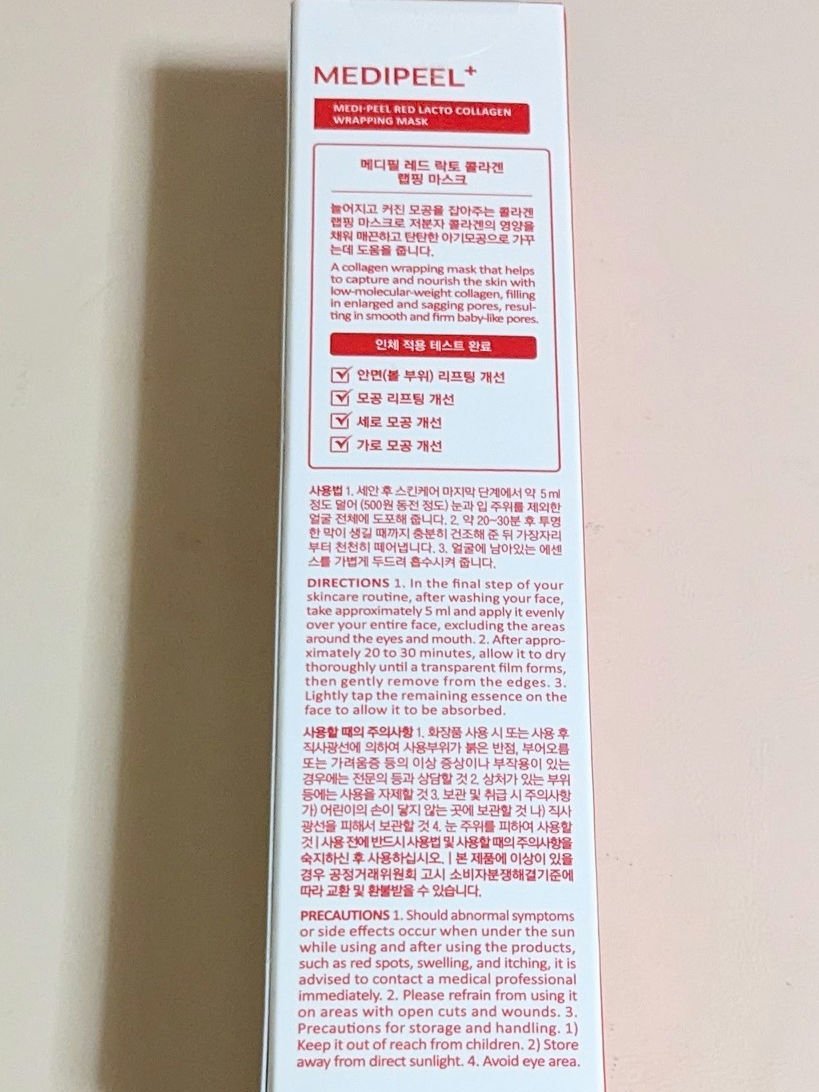 MEDIPEEL+
MEDI-PEEL RED LACTO COLLAGEN
WRAPPING MASK
메디필 레드 락토 콜라겐
랩핑 마스크
늘어지고 커진 모공을 잡아주는 콜라겐
랩핑 마스크로 저분자 콜라겐의 영양을
채워 매끈하고 탄탄한 아기모공으로 가꾸
는데 도움을 줍니다.
A collagen wrapping mask that helps
to capture and nourish the skin with
low-molecular-weight collagen, filling
in enlarged and sagging pores, resul-
ting in smooth and firm baby-like pores.
인체 적용 테스트 완료
안면(볼 부위) 리프팅 개선
모공 리프팅 개선
세로 모공 개선
가로 모공 개선
사용법 1. 세안 후 스킨케어 마지막 단계에서 약 5ml
정도 덜어 (500원 동전 정도) 눈과 입 주위를 제외한
얼굴 전체에 도포해 줍니다. 2. 약 20~30분 후 투명
한 막이 생길 때까지 충분히 건조해 준 뒤 가장자리
부터 천천히 떼어냅니다. 3. 얼굴에 남아있는 에센
스를 가볍게 두드려 흡수시켜 줍니다.
DIRECTIONS 1. In the final step of your
skincare routine, after washing your face,
take approximately 5 ml and apply it evenly
over your entire face, excluding the areas
around the eyes and mouth. 2. After appro-
ximately 20 to 30 minutes, allow it to dry
thoroughly until a transparent film forms,
then gently remove from the edges. 3.
Lightly tap the remaining essence on the
face to allow it to be absorbed.
사용할 때의 주의사항 1. 화장품 사용 시 또는 사용 후
직사광선에 의하여 사용부위가 붉은 반점, 부어오름
또는 가려움증 등의 이상 증상이나 부작용이 있는
경우에는 전문의 등과 상담할 것 2. 상처가 있는 부위
등에는 사용을 자제할 것 3. 보관 및 취급 시 주의사항
가) 어린이의 손이 닿지 않는 곳에 보관할 것 나) 직사
광선을 피해서 보관할 것 4. 눈 주위를 피하여 사용할
것 | 사용 전에 반드시 사용법 및 사용할 때의 주의사항을
숙지하신 후 사용하십시오. | 본 제품에 이상이 있을
경우 공정거래위원회 고시 소비자분쟁해결기준에
따라 교환 및 환불받을 수 있습니다.
PRECAUTIONS 1. Should abnormal symptoms
or side effects occur when under the sun
while using and after using the products,
such as red spots, swelling, and itching, it is
advised to contact a medical professional
immediately. 2. Please refrain from using it
on areas with open cuts and wounds. 3.
Precautions for storage and handling. 1)
Keep it out of reach from children. 2) Store
away from direct sunlight. 4. Avoid eye area.